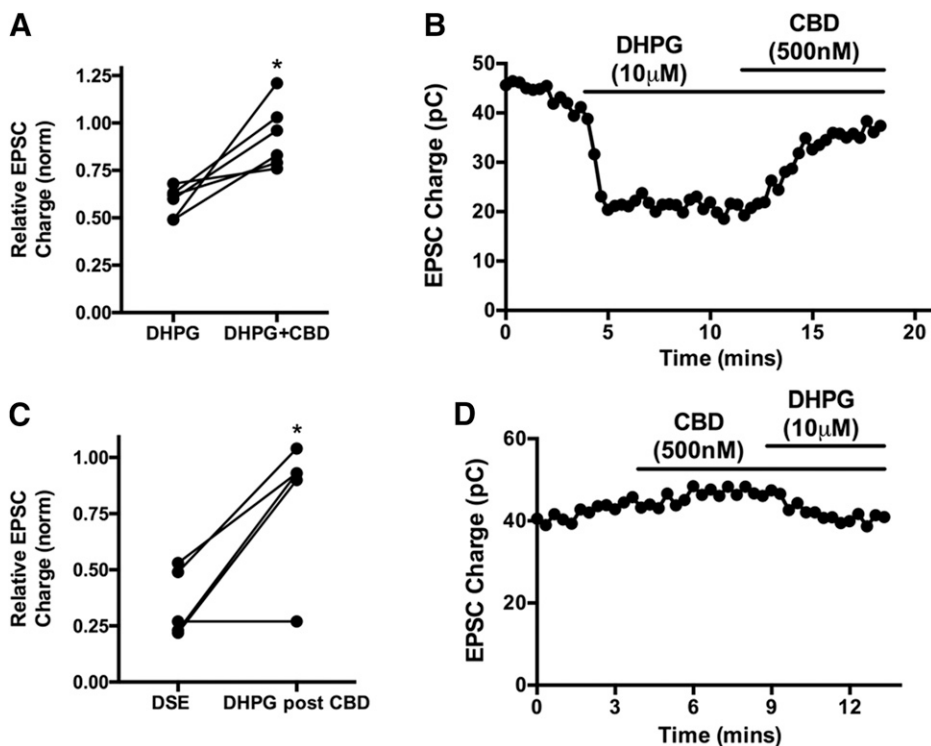 A
Relative EPSC
Charge (norm)
1.25
1.00
0.75
0.50
0.25
0.00
*
DHPG
DHPG+CBD
B
EPSC Charge (pC)
50
40
30
20
10
0
DHPG
(10μM)
CBD
(500nM)
0
5
10
15
20
Time (mins)
C
Relative EPSC
Charge (norm)
1.00
0.75
0.50
0.25
0.00
*
DSE
DHPG post CBD
D
EPSC Charge (pC)
60
40
20
0
CBD
(500nM)
DHPG
(10μM)
0
3
6
9
12
Time (mins)